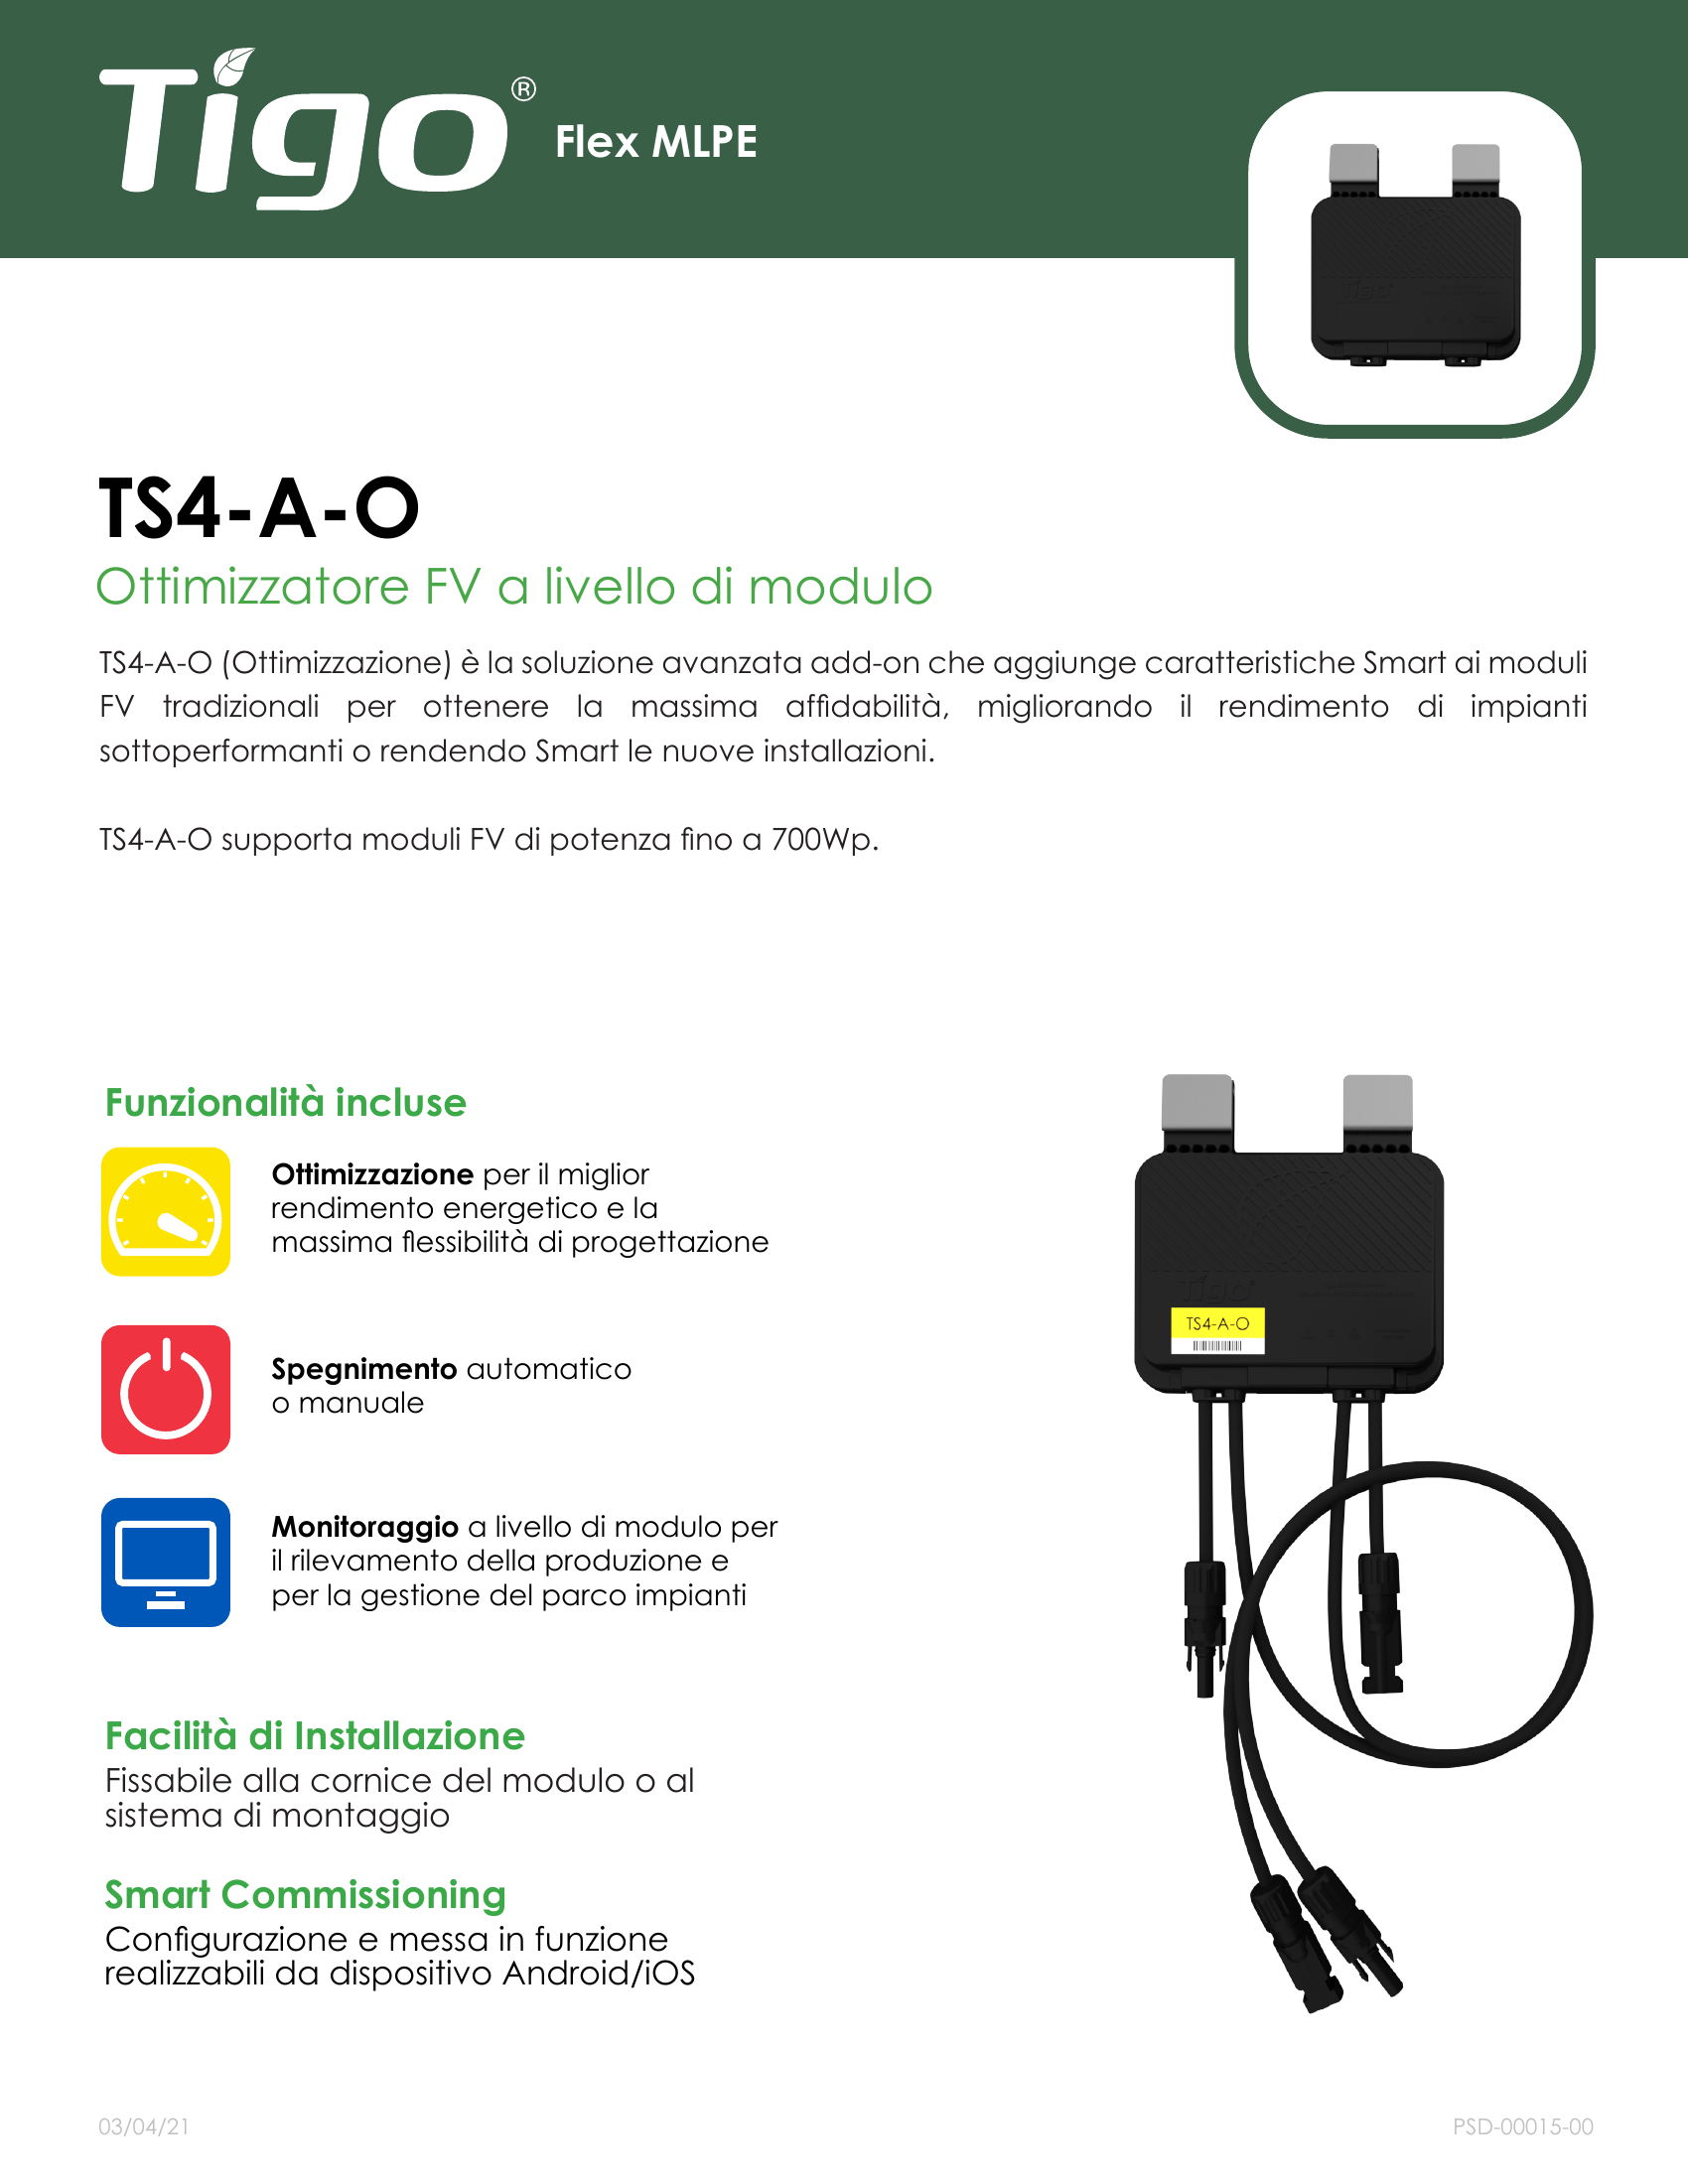 Tigo®
Flex MLPE
TS4-A-O
Ottimizzatore FV a livello di modulo
TS4-A-O (Ottimizzazione) è la soluzione avanzata add-on che aggiunge caratteristiche Smart ai moduli
FV tradizionali per ottenere la massima affidabilità, migliorando il rendimento di impianti
sottoperformanti o rendendo Smart le nuove installazioni.
TS4-A-O supporta moduli FV di potenza fino a 700Wp.
Funzionalità incluse
Ottimizzazione per il miglior
rendimento energetico e la
massima flessibilità di progettazione
Spegnimento automatico
o manuale
Monitoraggio a livello di modulo per
il rilevamento della produzione e
per la gestione del parco impianti
Tigo
TS4-A-O
Facilità di Installazione
Fissabile alla cornice del modulo o al
sistema di montaggio
Smart Commissioning
Configurazione e messa in funzione
realizzabili da dispositivo Android/iOS
03/04/21
PSD-00015-00